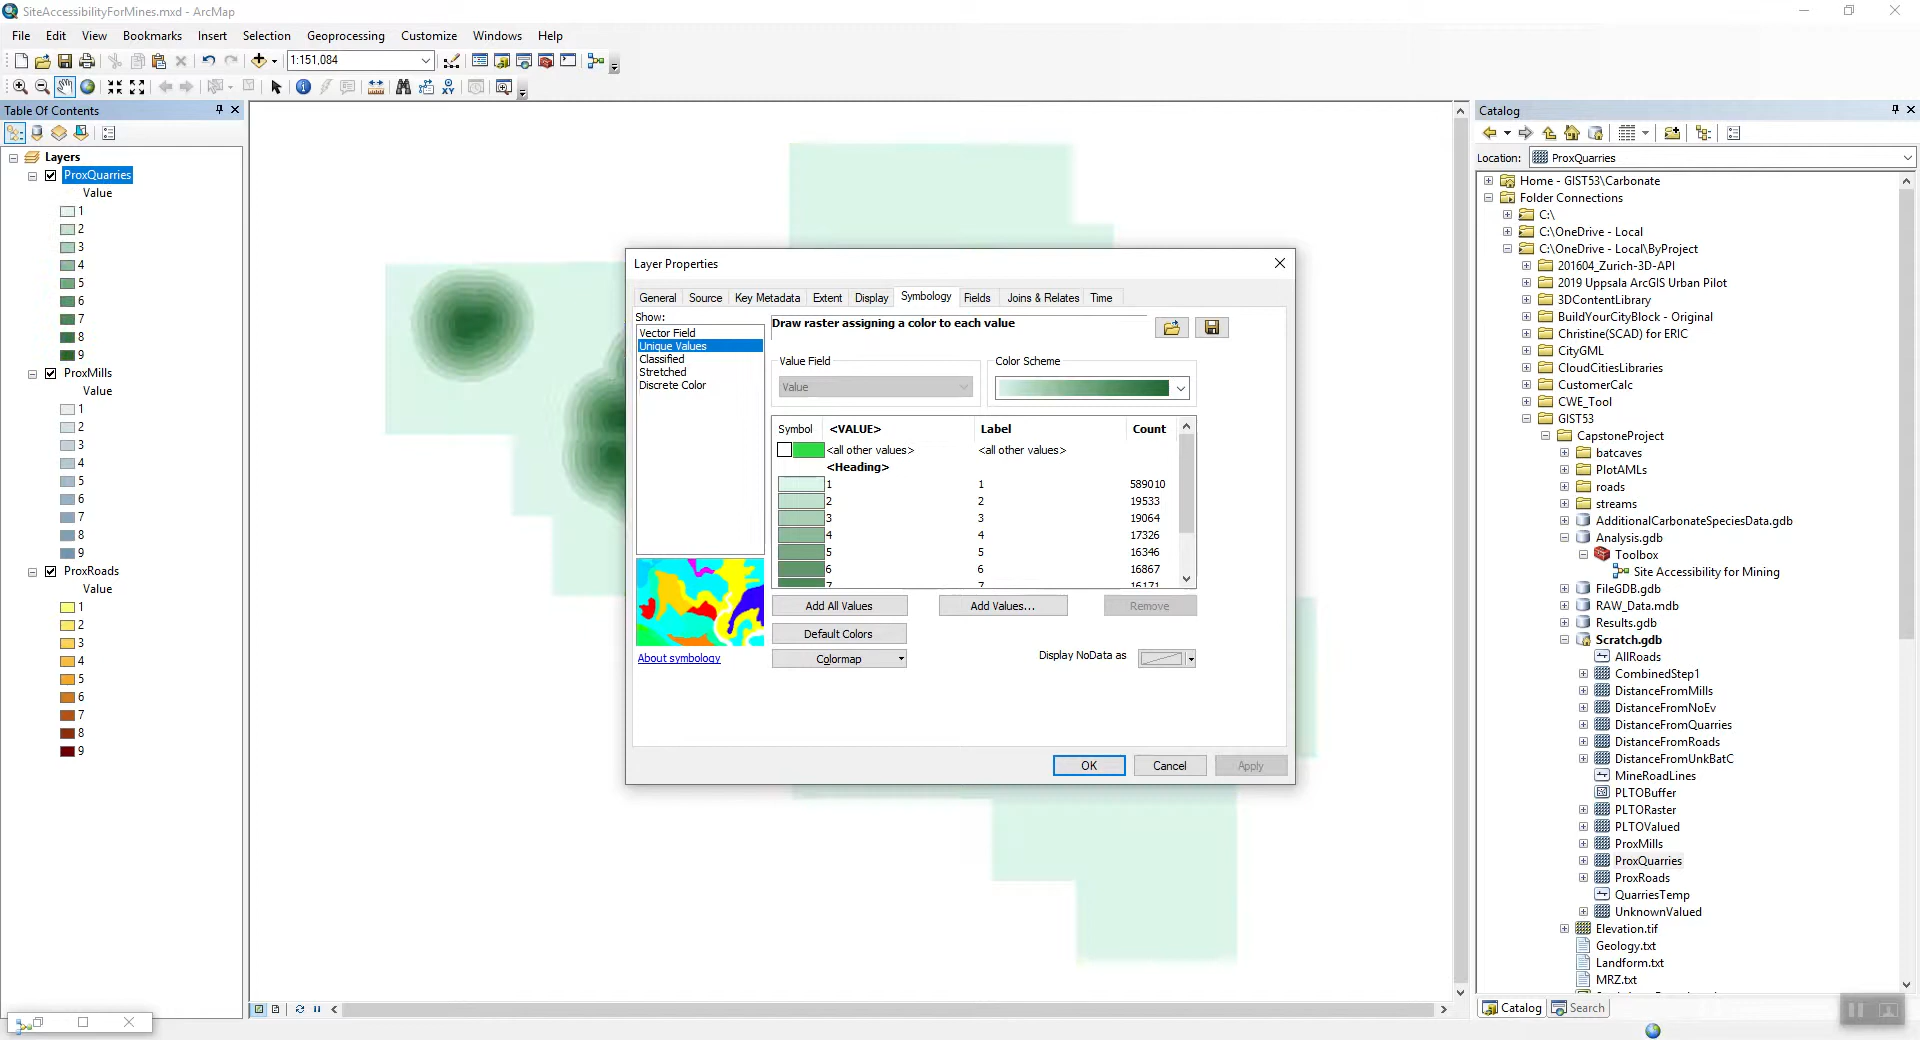 SiteAccessibilityForMines.mxd - ArcMap
File Edit View Bookmarks Insert Selection Geoprocessing Customize Windows Help
1:151,084
Table Of Contents
Layers
ProxQuarries
Value
1
2
3
4
5
6
7
8
9
ProxMills
Value
1
2
3
4
5
6
7
8
9
ProxRoads
Value
1
2
3
4
5
6
7
8
9
Layer Properties
General Source Key Metadata Extent Display Symbology Fields Joins & Relates Time
Show:
Vector Field
Unique Values
Classified
Stretched
Discrete Color
About symbology
Draw raster assigning a color to each value
Value Field
Value
Color Scheme
Symbol <VALUE> Label Count
<all other values> <all other values>
<Heading>
1 1 589010
2 2 19533
3 3 19064
4 4 17326
5 5 16346
6 6 16867
7 7 16171
Add All Values Add Values... Remove
Default Colors
Colormap
Display NoData as
OK Cancel Apply
Catalog
Location: ProxQuarries
Home - GIST53\Carbonate
Folder Connections
C:\
C:\OneDrive - Local
C:\OneDrive - Local\ByProject
201604_Zurich-3D-API
2019 Uppsala ArcGIS Urban Pilot
3DContentLibrary
BuildYourCityBlock - Original
Christine(SCAD) for ERIC
CityGML
CloudCitiesLibraries
CustomerCalc
CWE_Tool
GIST53
CapstoneProject
batcaves
PlotAMLs
roads
streams
AdditionalCarbonateSpeciesData.gdb
Analysis.gdb
Toolbox
Site Accessibility for Mining
FileGDB.gdb
RAW_Data.mdb
Results.gdb
Scratch.gdb
AllRoads
CombinedStep1
DistanceFromMills
DistanceFromNoEv
DistanceFromQuarries
DistanceFromRoads
DistanceFromUnkBatC
MineRoadLines
PLTOBuffer
PLTORaster
PLTOValued
ProxMills
ProxQuarries
ProxRoads
QuarriesTemp
UnknownValued
Elevation.tif
Geology.txt
Landform.txt
MRZ.txt
Catalog Search